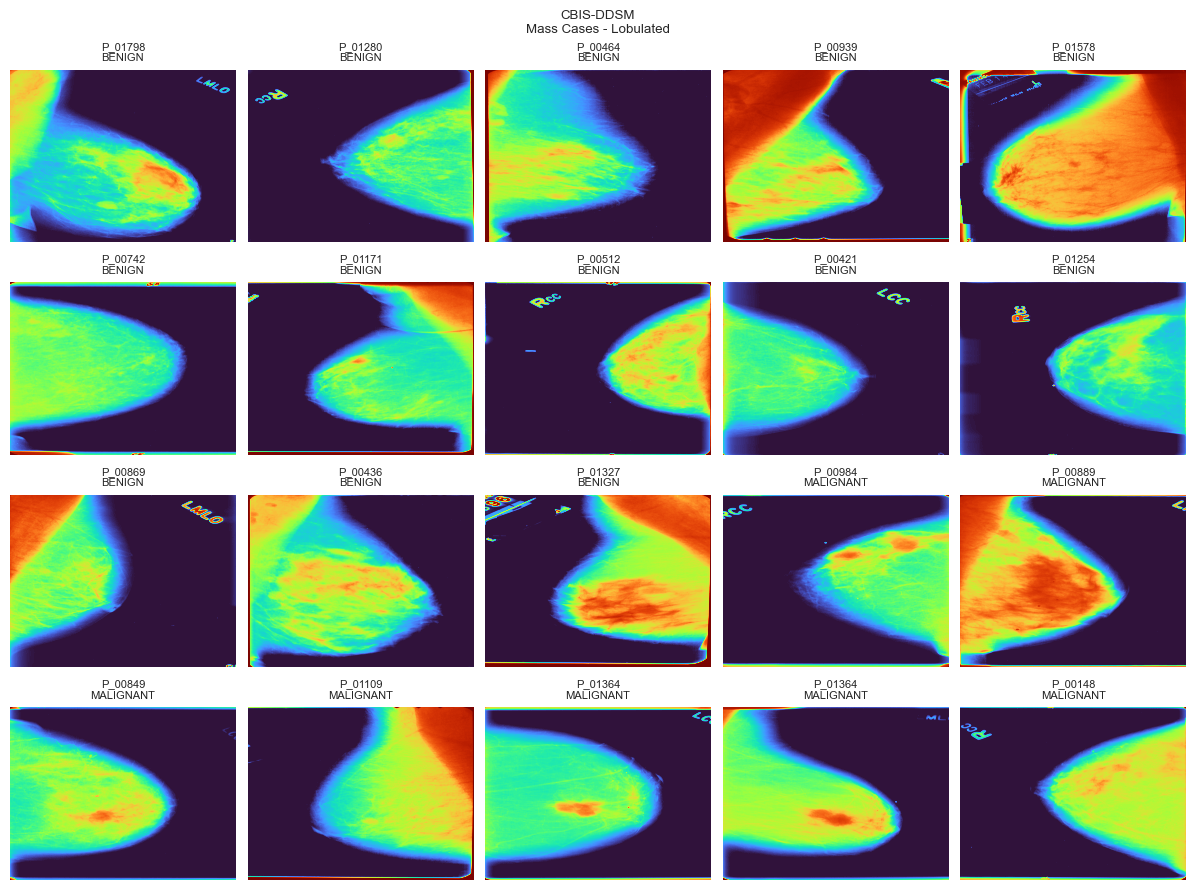 CBIS-DDSM
Mass Cases - Lobulated
P_01798
BENIGN
P_01280
BENIGN
P_00464
BENIGN
P_00939
BENIGN
P_01578
BENIGN
LMLO
RCC
P_00742
BENIGN
P_01171
BENIGN
P_00512
BENIGN
P_00421
BENIGN
P_01254
BENIGN
RCC
LCC
RCC
P_00869
BENIGN
P_00436
BENIGN
P_01327
BENIGN
P_00984
MALIGNANT
P_00889
MALIGNANT
LMLO
RCC
P_00849
MALIGNANT
P_01109
MALIGNANT
P_01364
MALIGNANT
P_01364
MALIGNANT
P_00148
MALIGNANT
RCC